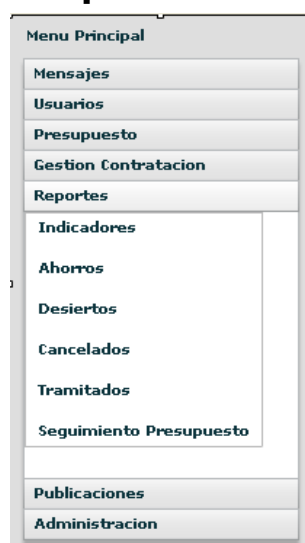 Menu Principal
Mensajes
Usuarios
Presupuesto
Gestion Contratacion
Reportes
Indicadores
Ahorros
Desiertos
Cancelados
Tramitados
Seguimiento Presupuesto
Publicaciones
Administracion